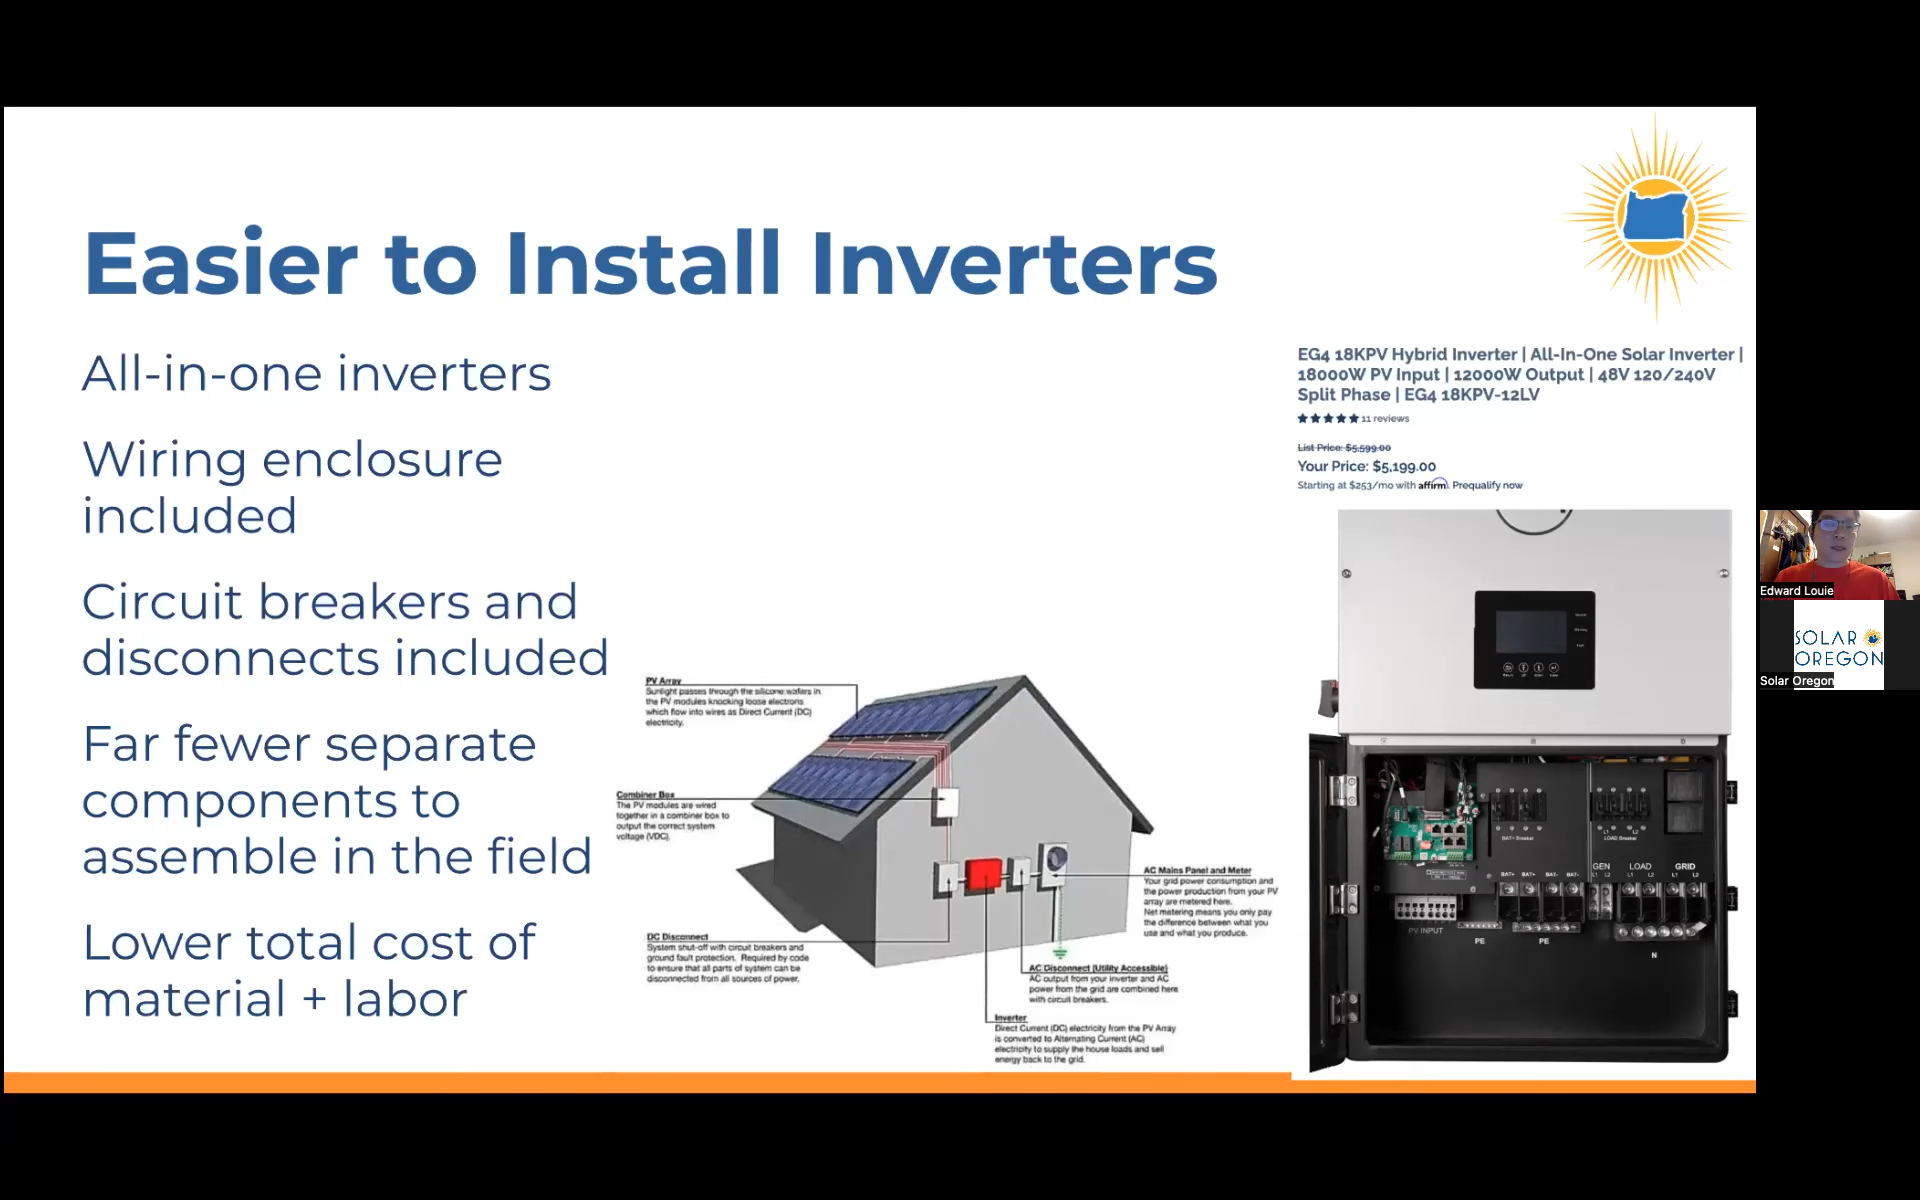 Easier to Install Inverters
All-in-one inverters
Wiring enclosure
included
Circuit breakers and
disconnects included
Far fewer separate
components to
assemble in the field
Lower total cost of
material + labor
PV Array
Sunlight passes through the silicone wafers in
the PV modules knocking loose electrons
which flow into wires as Direct Current (DC)
electricity.
Combiner Box
The PV modules are wired
together in a combiner box to
output the correct system
voltage (VDC).
DC Disconnect
System shut-off with circuit breakers and
ground fault protection. Required by code
to ensure that all parts of system can be
disconnected from all sources of power.
AC Mains Panel and Meter
Your grid power consumption and
the power production from your PV
array are metered here.
Net metering means you only pay
the difference between what you
use and what you produce.
AC Disconnect (Utility Accessible)
AC output from your inverter and AC
power from the grid are combined here
with circuit breakers.
Inverter
Direct Current (DC) electricity from the PV Array
is converted to Alternating Current (AC)
electricity to supply the house loads and sell
energy back to the grid.
EG4 18KPV Hybrid Inverter | All-In-One Solar Inverter |
18000W PV Input | 12000W Output | 48V 120/240V
Split Phase | EG4 18KPV-12LV
11 reviews
List Price: $5,599.00
Your Price: $5,199.00
Starting at $253/mo with affirm. Prequalify now
BAT+ Breaker
L1 L2
LOAD Breaker
GEN LOAD GRID
L1 L2 L1 L2 L1 L2
BAT+ BAT+ BAT- BAT-
PV INPUT
PE
PE
N
Edward Louie
SOLAR
OREGON
Solar Oregon